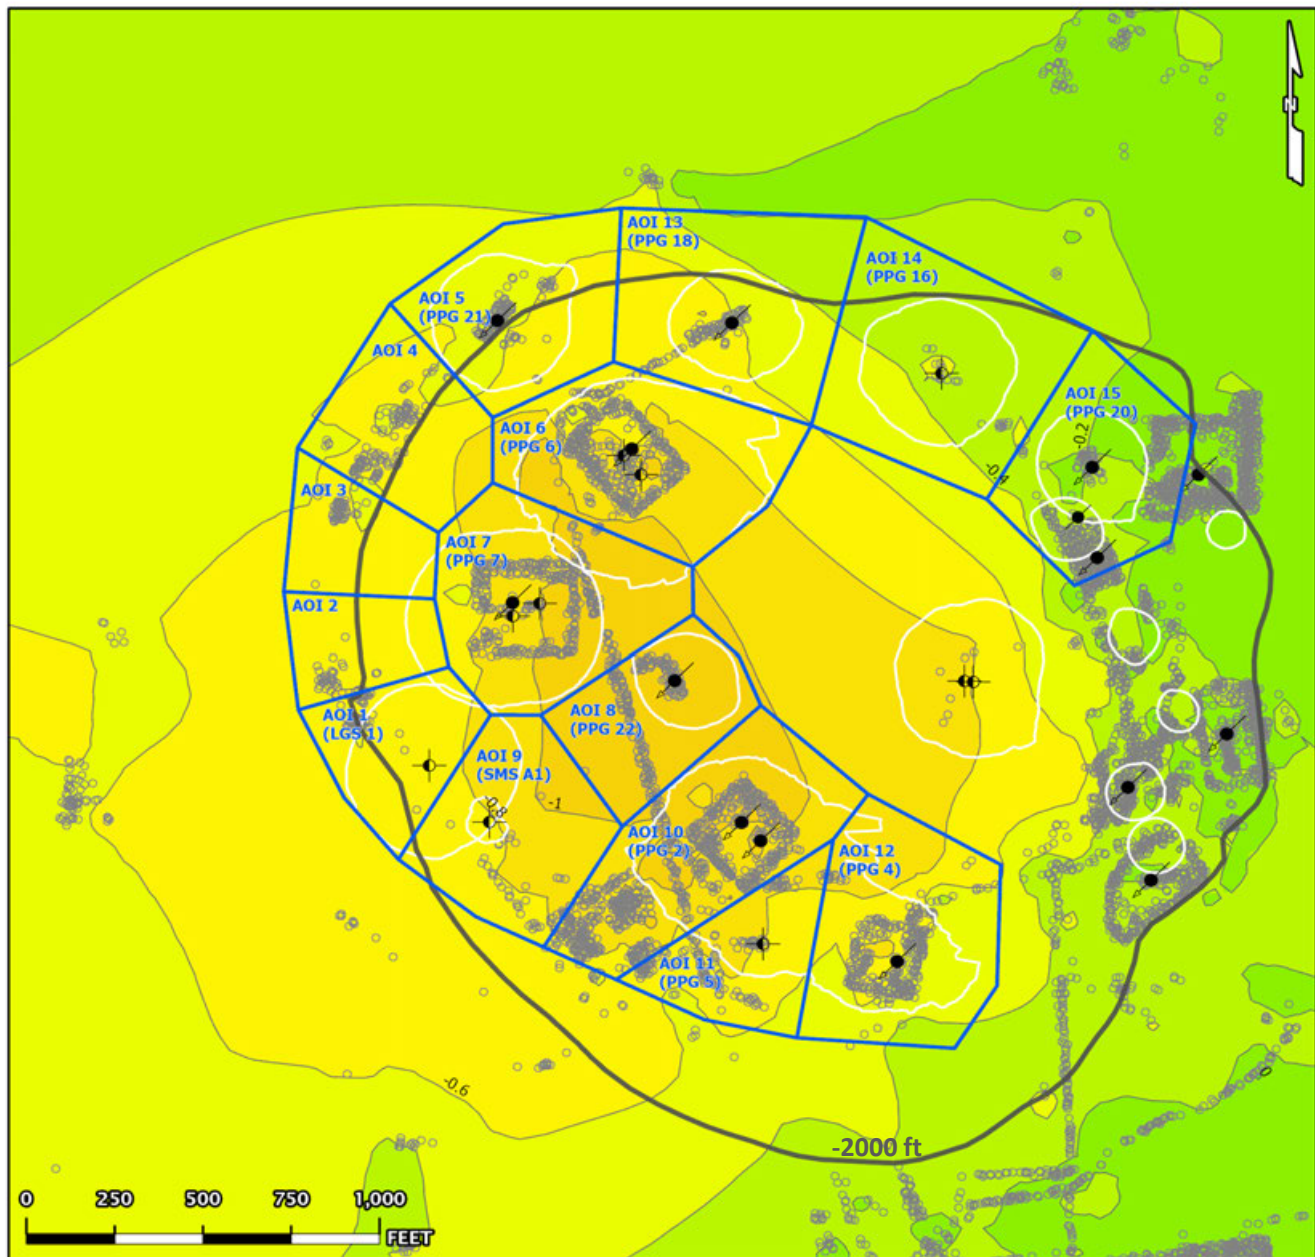 N
AOI 13
(PPG 18)
AOI 14
(PPG 16)
AOI 5
(PPG 21)
AOI 4
AOI 15
(PPG 20)
-0.2
AOI 6
(PPG 6)
-0.4
AOI 3
AOI 7
(PPG 7)
AOI 2
AOI 1
(LGS 1)
AOI 8
(PPG 22)
AOI 9
(SMS A1)
-0.8
-1
AOI 10
(PPG 2)
AOI 12
(PPG 4)
AOI 11
(PPG 5)
-0.6
0
-2000 ft
0 250 500 750 1,000
FEET